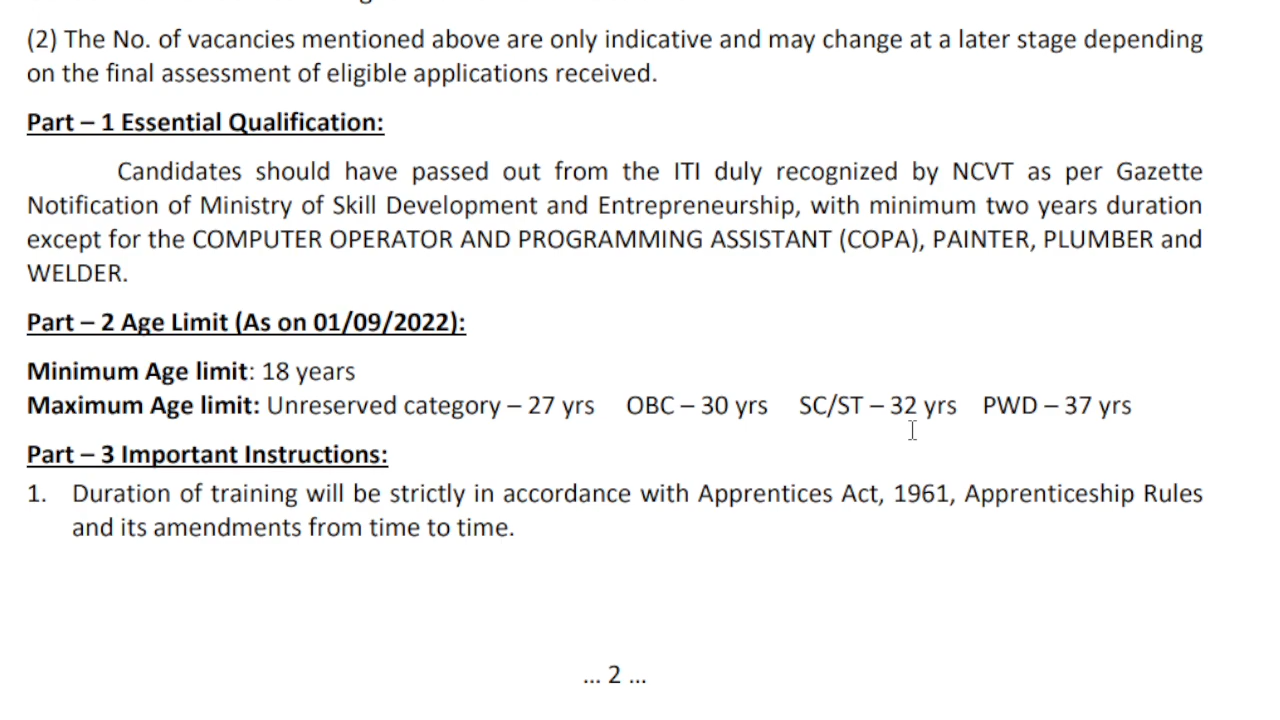 (2) The No. of vacancies mentioned above are only indicative and may change at a later stage depending
on the final assessment of eligible applications received.
Part – 1 Essential Qualification:
Candidates should have passed out from the ITI duly recognized by NCVT as per Gazette
Notification of Ministry of Skill Development and Entrepreneurship, with minimum two years duration
except for the COMPUTER OPERATOR AND PROGRAMMING ASSISTANT (COPA), PAINTER, PLUMBER and
WELDER.
Part – 2 Age Limit (As on 01/09/2022):
Minimum Age limit: 18 years
Maximum Age limit: Unreserved category – 27 yrs OBC – 30 yrs SC/ST – 32 yrs PWD – 37 yrs
Part – 3 Important Instructions:
1. Duration of training will be strictly in accordance with Apprentices Act, 1961, Apprenticeship Rules
and its amendments from time to time.
... 2 ...